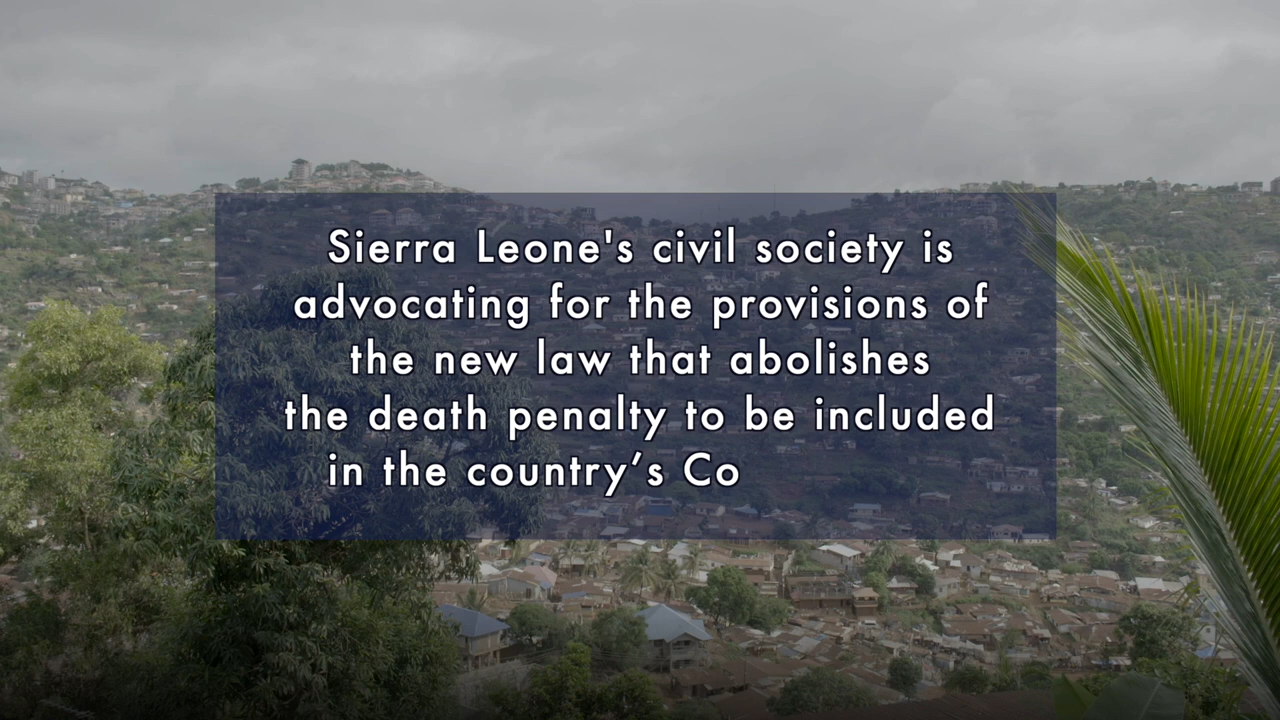 Sierra Leone's civil society is
advocating for the provisions of
the new law that abolishes
the death penalty to be included
in the country’s Co